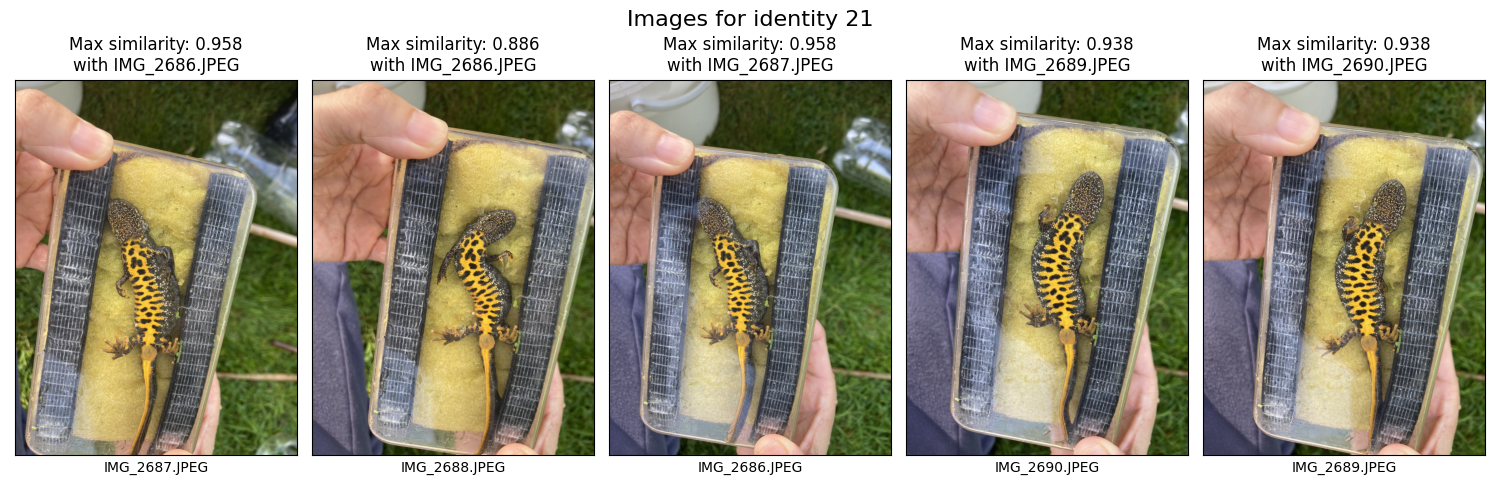 Images for identity 21
Max similarity: 0.958
with IMG_2686.JPEG
Max similarity: 0.886
with IMG_2686.JPEG
Max similarity: 0.958
with IMG_2687.JPEG
Max similarity: 0.938
with IMG_2689.JPEG
Max similarity: 0.938
with IMG_2690.JPEG
IMG_2687.JPEG
IMG_2688.JPEG
IMG_2686.JPEG
IMG_2690.JPEG
IMG_2689.JPEG